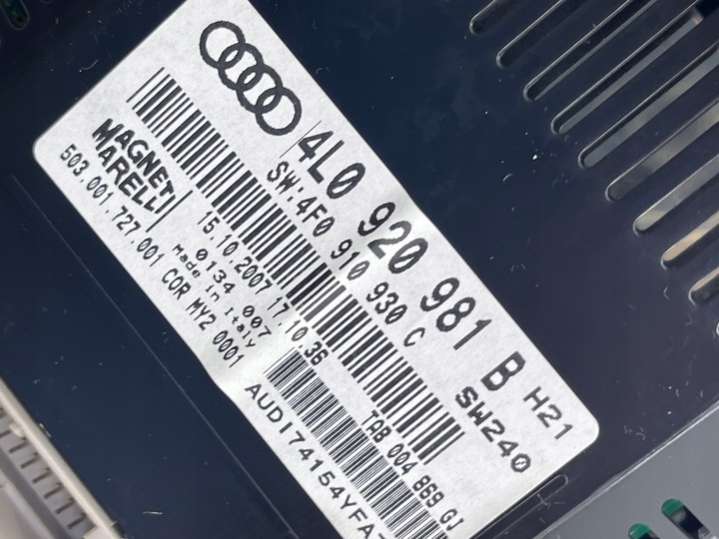 4L0 920 981 B H21
SW:4F0 910 930 C SW240
MAGNETI
MARELLI
15.10.2007 17 10.36
0134 007
Made in Italy
503.001.727.001 COR MY2 0001
TAB 004 869 GJ